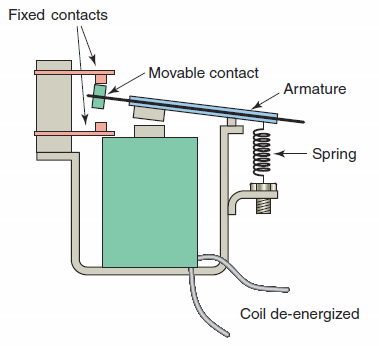 Fixed contacts
Movable contact
Armature
Spring
Coil de-energized